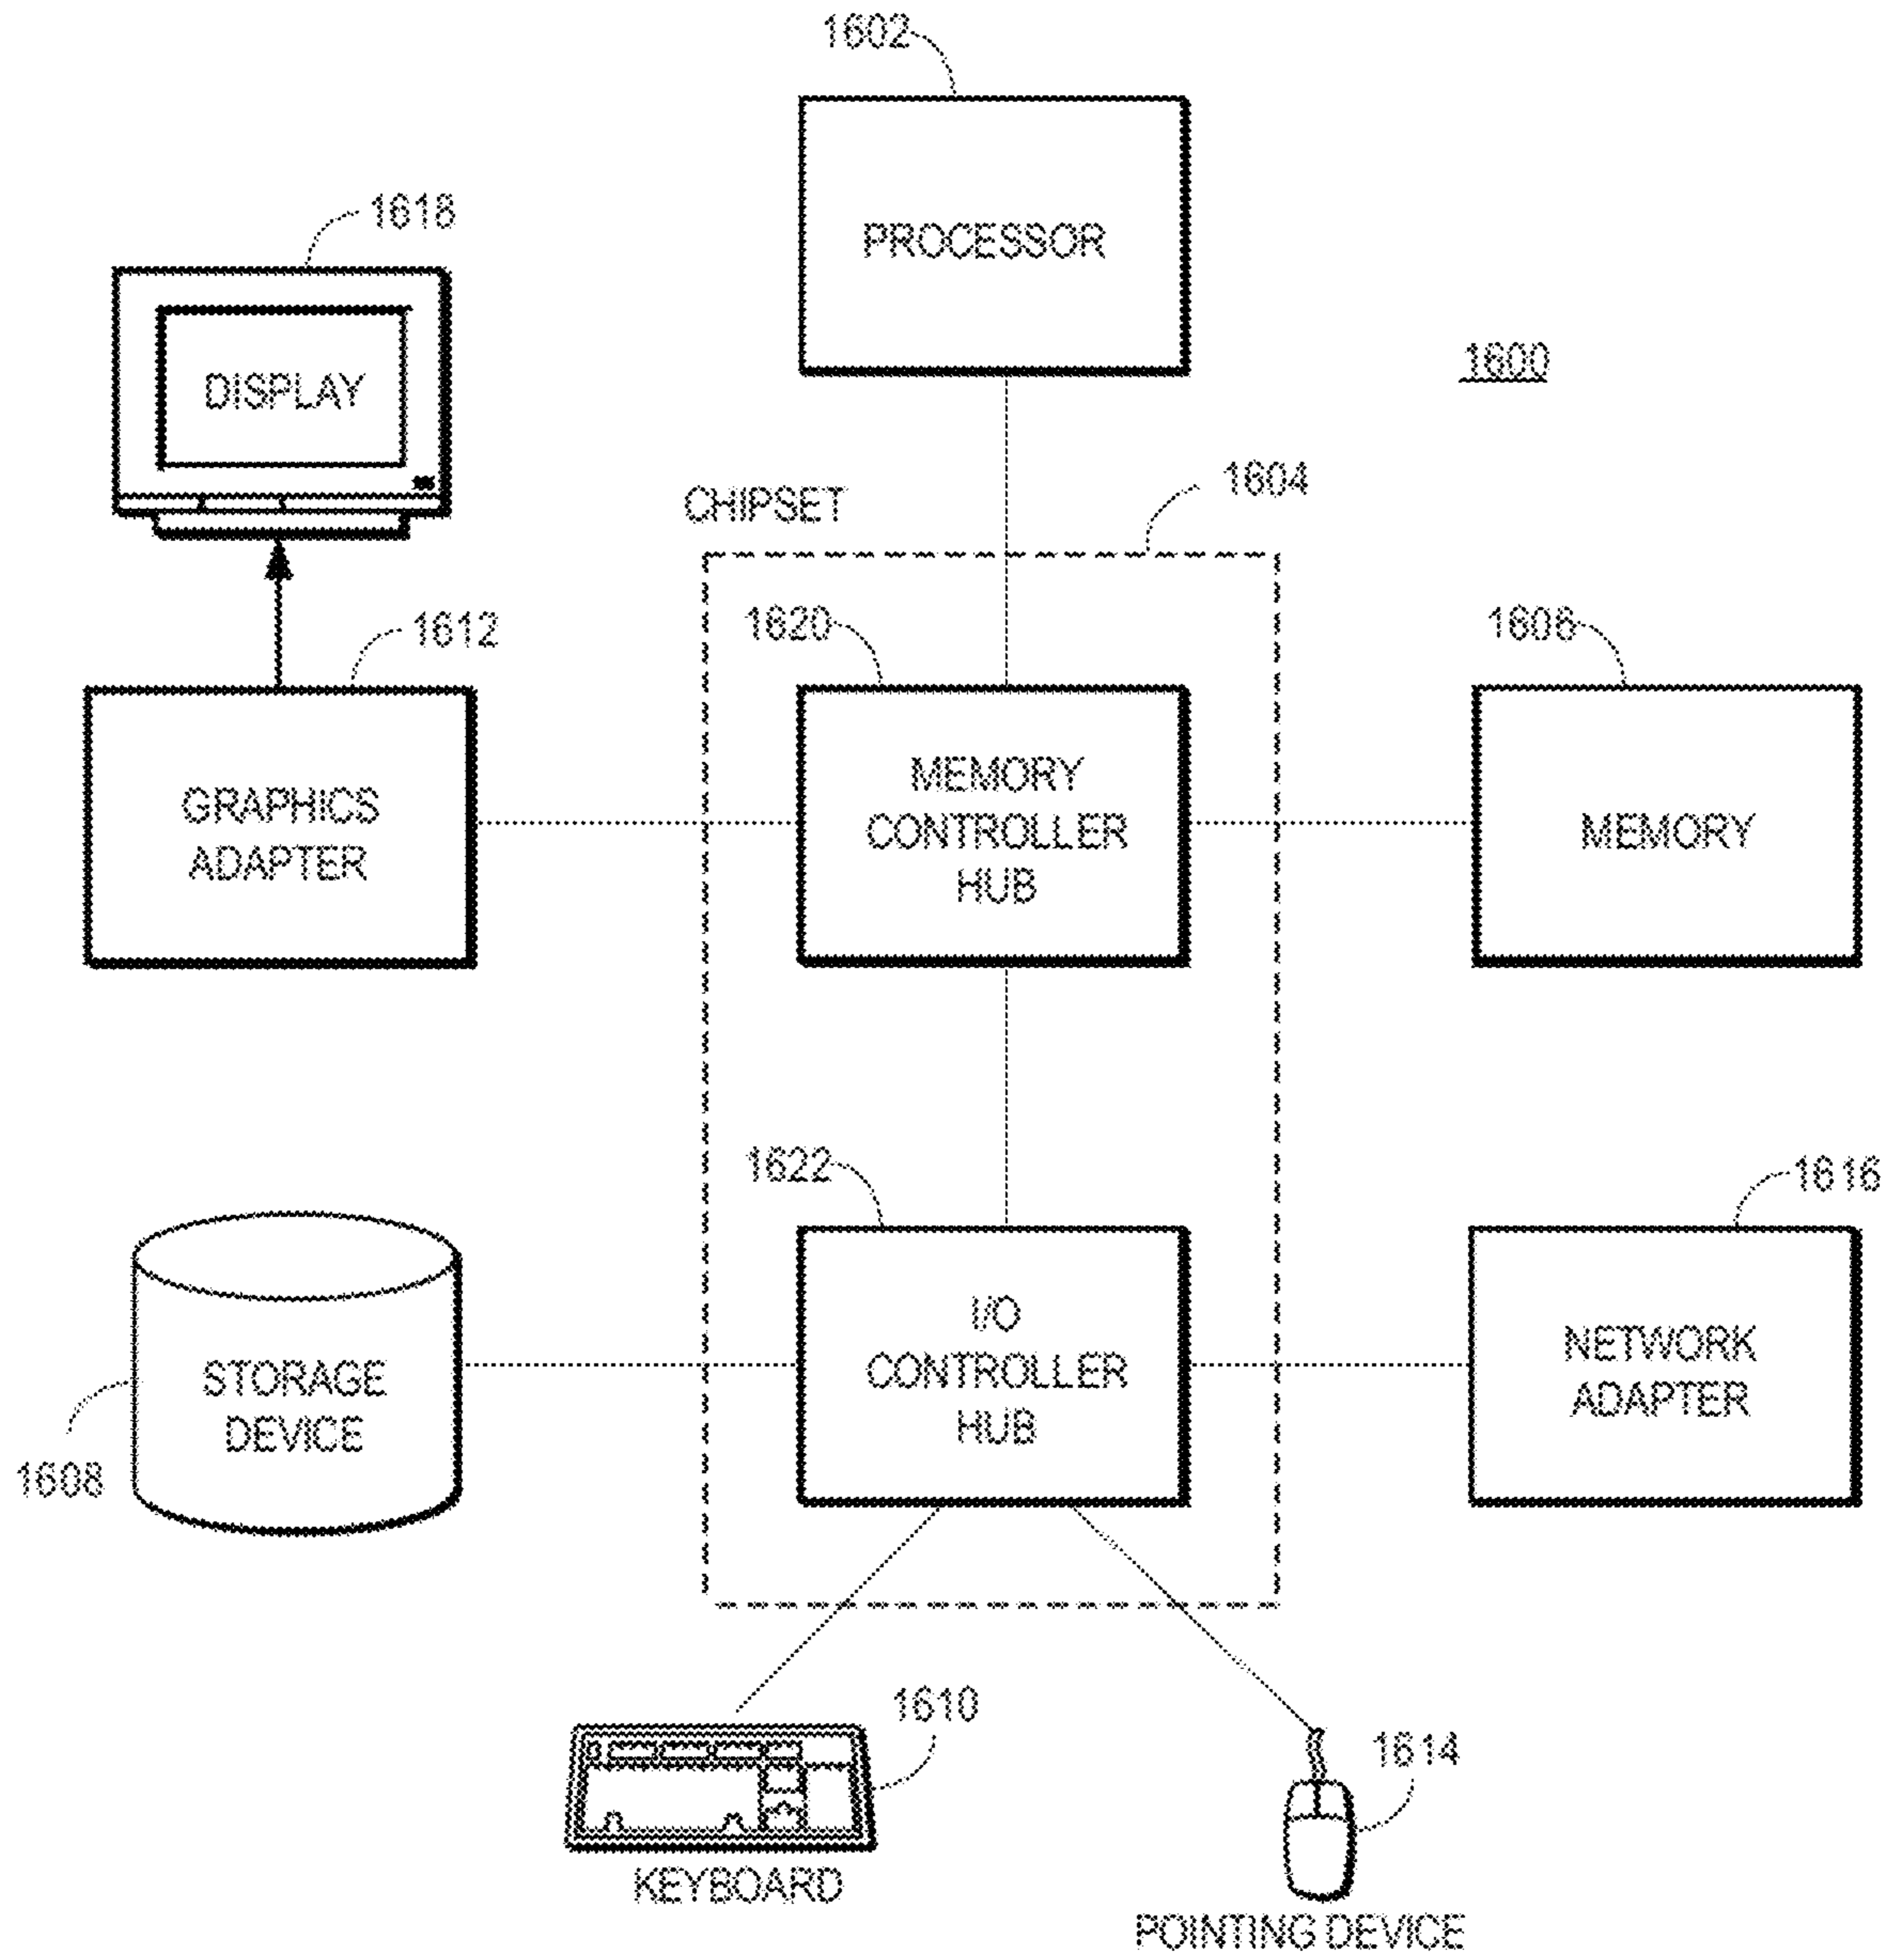 1602
PROCESSOR
1618
DISPLAY
1600
CHIPSET
1604
1612
GRAPHICS
ADAPTER
1620
MEMORY
CONTROLLER
HUB
1606
MEMORY
1608
STORAGE
DEVICE
1622
I/O
CONTROLLER
HUB
1616
NETWORK
ADAPTER
1610
KEYBOARD
1614
POINTING DEVICE